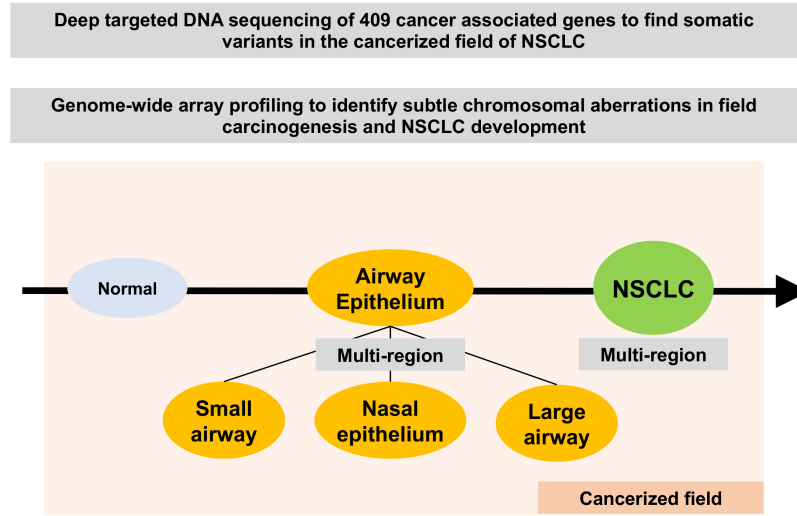 Deep targeted DNA sequencing of 409 cancer associated genes to find somatic
variants in the cancerized field of NSCLC
Genome-wide array profiling to identify subtle chromosomal aberrations in field
carcinogenesis and NSCLC development
Normal
Airway
Epithelium
NSCLC
Multi-region
Multi-region
Small
airway
Nasal
epithelium
Large
airway
Cancerized field